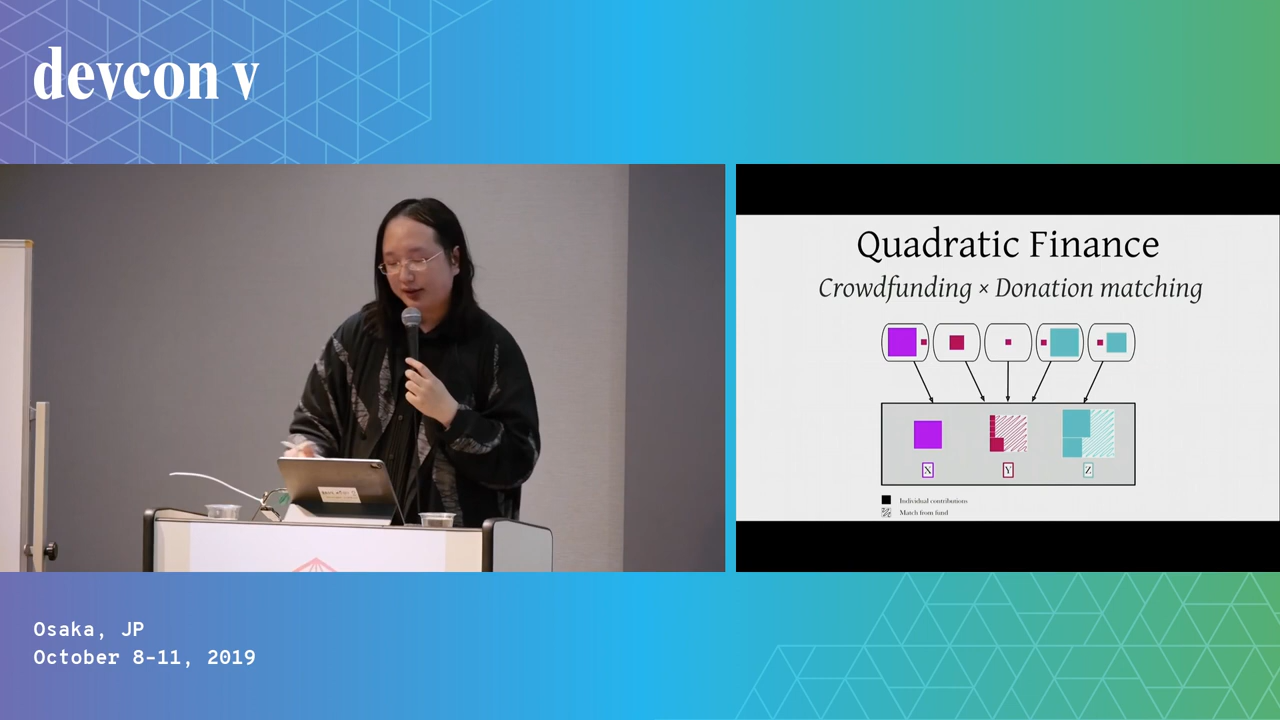 devcon v
Quadratic Finance
Crowdfunding × Donation matching
X
Y
Z
Individual contributions
Match from fund
Osaka, JP
October 8-11, 2019